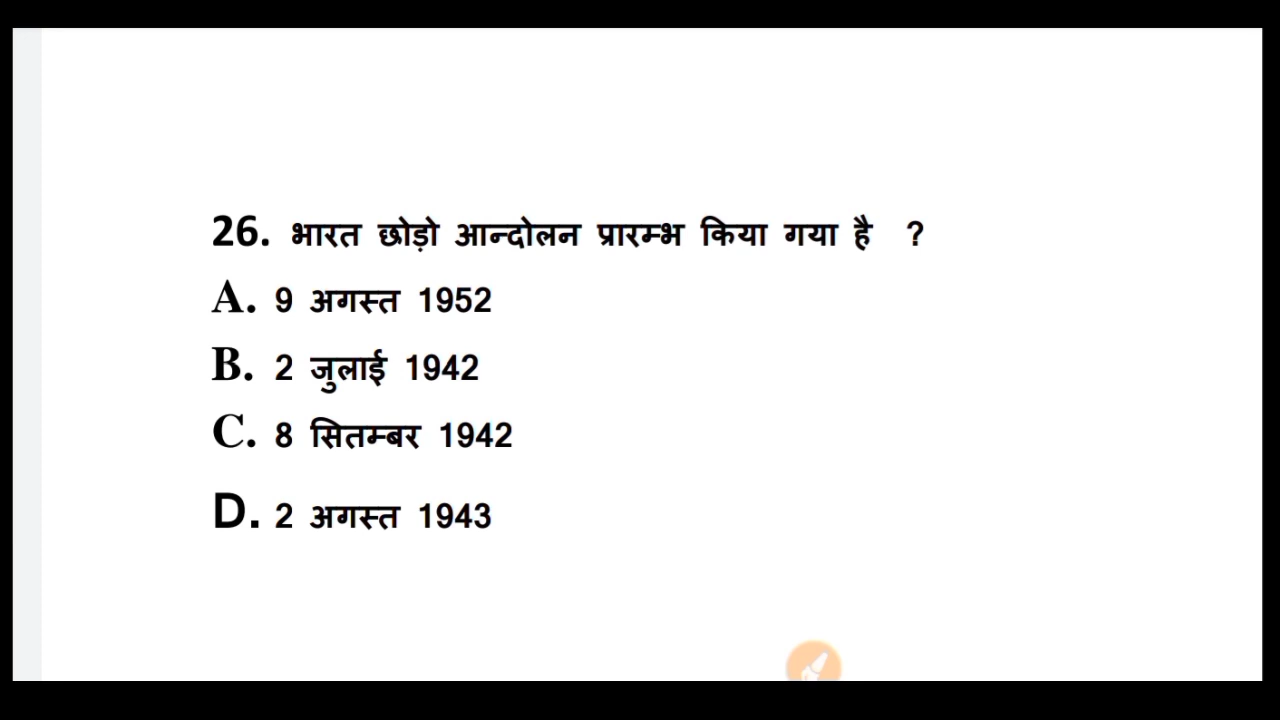 26. भारत छोड़ो आन्दोलन प्रारम्भ किया गया है ?
A. 9 अगस्त 1952
B. 2 जुलाई 1942
C. 8 सितम्बर 1942
D. 2 अगस्त 1943